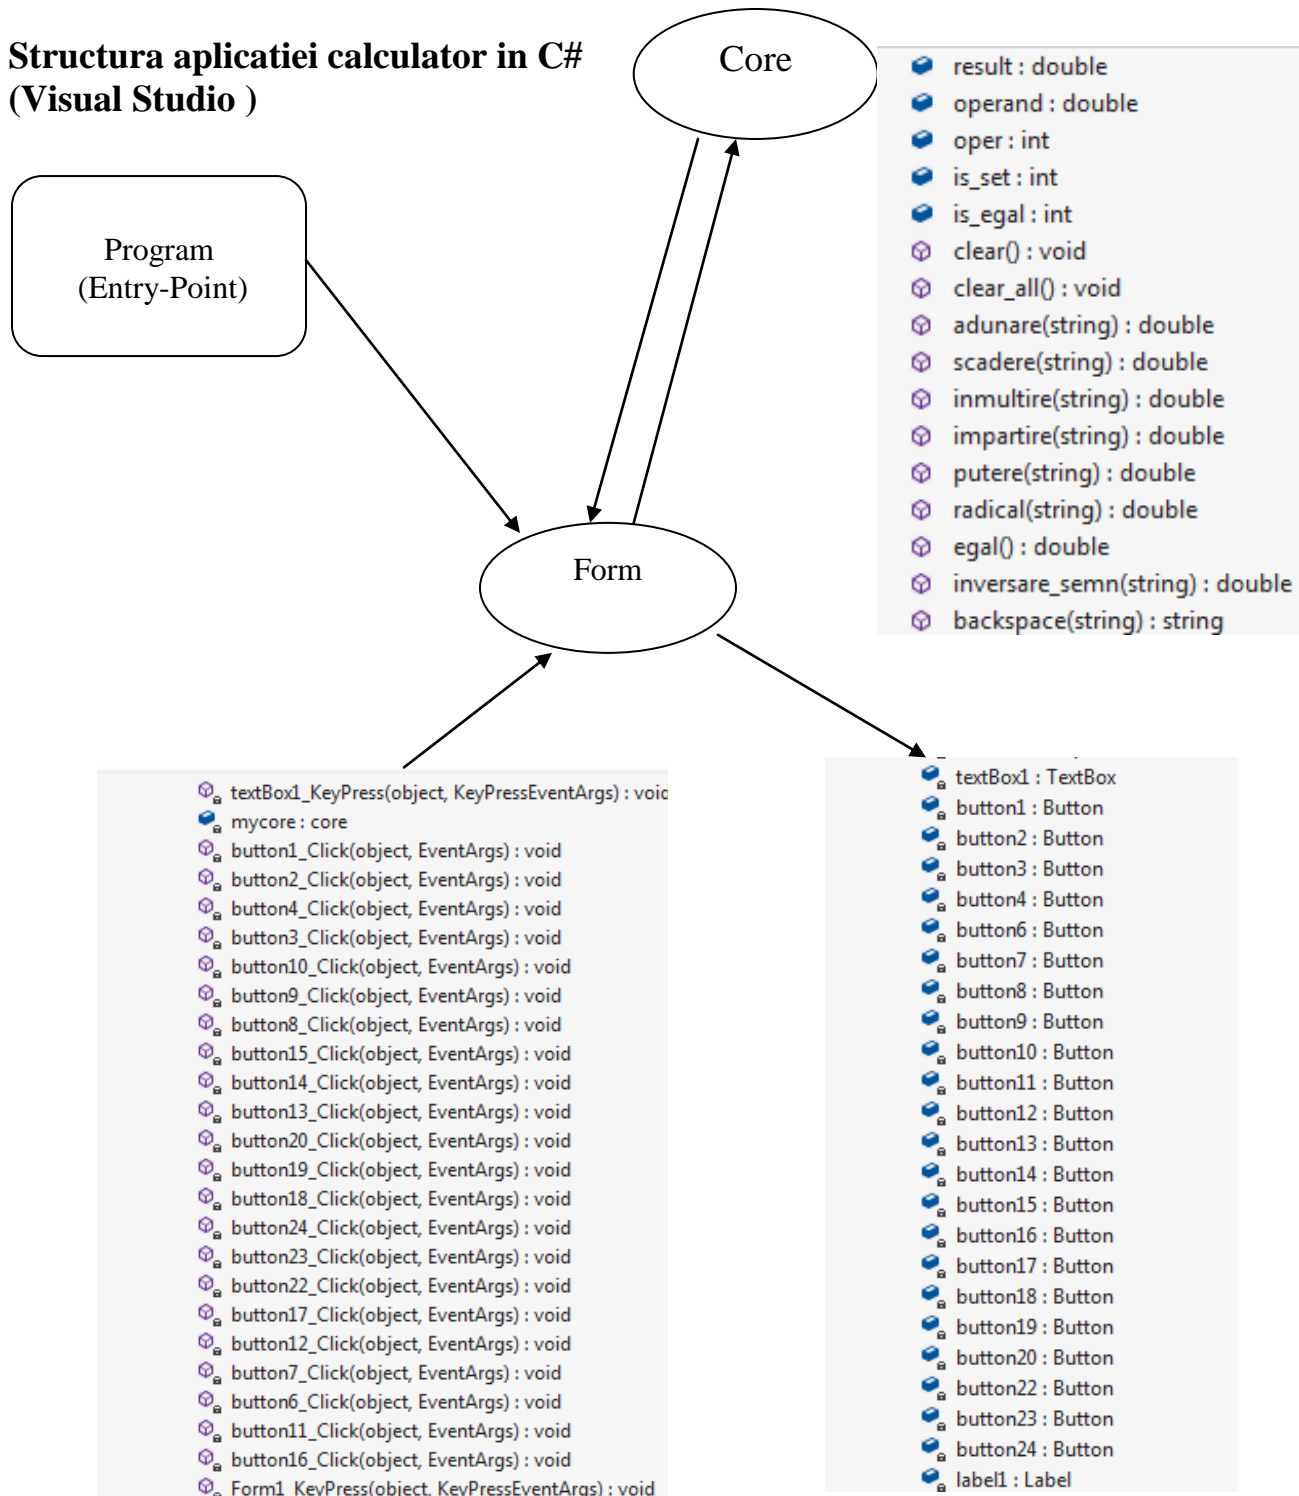 Structura aplicatiei calculator in C#
(Visual Studio )
Core
Program
(Entry-Point)
Form
result : double
operand : double
oper : int
is_set : int
is_egal : int
clear() : void
clear_all() : void
adunare(string) : double
scadere(string) : double
inmultire(string) : double
impartire(string) : double
putere(string) : double
radical(string) : double
egal() : double
inversare_semn(string) : double
backspace(string) : string
textBox1_KeyPress(object, KeyPressEventArgs) : void
mycore : core
button1_Click(object, EventArgs) : void
button2_Click(object, EventArgs) : void
button4_Click(object, EventArgs) : void
button3_Click(object, EventArgs) : void
button10_Click(object, EventArgs) : void
button9_Click(object, EventArgs) : void
button8_Click(object, EventArgs) : void
button15_Click(object, EventArgs) : void
button14_Click(object, EventArgs) : void
button13_Click(object, EventArgs) : void
button20_Click(object, EventArgs) : void
button19_Click(object, EventArgs) : void
button18_Click(object, EventArgs) : void
button24_Click(object, EventArgs) : void
button23_Click(object, EventArgs) : void
button22_Click(object, EventArgs) : void
button17_Click(object, EventArgs) : void
button12_Click(object, EventArgs) : void
button7_Click(object, EventArgs) : void
button6_Click(object, EventArgs) : void
button11_Click(object, EventArgs) : void
button16_Click(object, EventArgs) : void
Form1_KeyPress(object, KeyPressEventArgs) : void
textBox1 : TextBox
button1 : Button
button2 : Button
button3 : Button
button4 : Button
button6 : Button
button7 : Button
button8 : Button
button9 : Button
button10 : Button
button11 : Button
button12 : Button
button13 : Button
button14 : Button
button15 : Button
button16 : Button
button17 : Button
button18 : Button
button19 : Button
button20 : Button
button22 : Button
button23 : Button
button24 : Button
label1 : Label